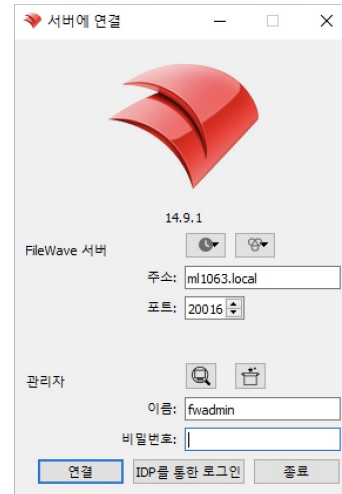 서버에 연결
14.9.1
FileWave 서버
주소: ml1063.local
포트: 20016
관리자
이름: fwadmin
비밀번호:
연결 IDP를 통한 로그인 종료